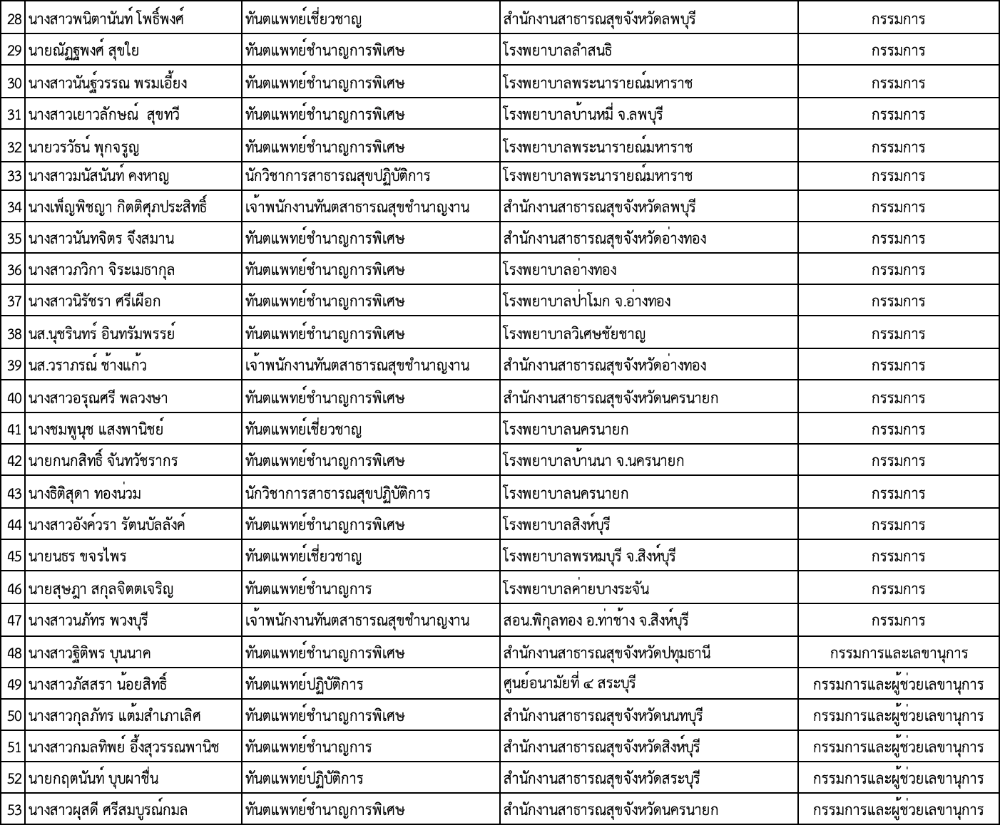 28 นางสาวพนิตานันท์ โพธิ์พงศ์ ทันตแพทย์เชี่ยวชาญ สำนักงานสาธารณสุขจังหวัดลพบุรี กรรมการ
29 นายณัฏฐพงศ์ สุขใย ทันตแพทย์ชำนาญการพิเศษ โรงพยาบาลลำสนธิ กรรมการ
30 นางสาวนันฐ์วรรณ พรมเอี้ยง ทันตแพทย์ชำนาญการพิเศษ โรงพยาบาลพระนารายณ์มหาราช กรรมการ
31 นางสาวเยาวลักษณ์ สุขทวี ทันตแพทย์ชำนาญการพิเศษ โรงพยาบาลบ้านหมี่ จ.ลพบุรี กรรมการ
32 นายวรวัธน์ พุกจรูญ ทันตแพทย์ชำนาญการพิเศษ โรงพยาบาลพระนารายณ์มหาราช กรรมการ
33 นางสาวมนัสนันท์ คงหาญ นักวิชาการสาธารณสุขปฏิบัติการ โรงพยาบาลพระนารายณ์มหาราช กรรมการ
34 นางเพ็ญพิชญา กิตติศุภประสิทธิ์ เจ้าพนักงานทันตสาธารณสุขชำนาญงาน สำนักงานสาธารณสุขจังหวัดลพบุรี กรรมการ
35 นางสาวนันทจิตร จึงสมาน ทันตแพทย์ชำนาญการพิเศษ สำนักงานสาธารณสุขจังหวัดอ่างทอง กรรมการ
36 นางสาวภวิกา จิระเมธากุล ทันตแพทย์ชำนาญการพิเศษ โรงพยาบาลอ่างทอง กรรมการ
37 นางสาวนิรัชรา ศรีเผือก ทันตแพทย์ชำนาญการพิเศษ โรงพยาบาลป่าโมก จ.อ่างทอง กรรมการ
38 นส.นุชรินทร์ อินทรัมพรรย์ ทันตแพทย์ชำนาญการพิเศษ โรงพยาบาลวิเศษชัยชาญ กรรมการ
39 นส.วราภรณ์ ช้างแก้ว เจ้าพนักงานทันตสาธารณสุขชำนาญงาน สำนักงานสาธารณสุขจังหวัดอ่างทอง กรรมการ
40 นางสาวอรุณศรี พลวงษา ทันตแพทย์ชำนาญการพิเศษ สำนักงานสาธารณสุขจังหวัดนครนายก กรรมการ
41 นางชมพูนุช แสงพานิชย์ ทันตแพทย์เชี่ยวชาญ โรงพยาบาลนครนายก กรรมการ
42 นายกนกสิทธิ์ จันทวัชรากร ทันตแพทย์ชำนาญการพิเศษ โรงพยาบาลบ้านนา จ.นครนายก กรรมการ
43 นางธิติสุดา ทองน่วม นักวิชาการสาธารณสุขปฏิบัติการ โรงพยาบาลนครนายก กรรมการ
44 นางสาวอังค์วรา รัตนบัลลังค์ ทันตแพทย์ชำนาญการพิเศษ โรงพยาบาลสิงห์บุรี กรรมการ
45 นายนธร ขจรไพร ทันตแพทย์เชี่ยวชาญ โรงพยาบาลพรหมบุรี จ.สิงห์บุรี กรรมการ
46 นายสุษฎา สกุลจิตตเจริญ ทันตแพทย์ชำนาญการ โรงพยาบาลค่ายบางระจัน กรรมการ
47 นางสาวนภัทร พวงบุรี เจ้าพนักงานทันตสาธารณสุขชำนาญงาน สอน.พิกุลทอง อ.ท่าช้าง จ.สิงห์บุรี กรรมการ
48 นางสาวฐิติพร บุนนาค ทันตแพทย์ชำนาญการพิเศษ สำนักงานสาธารณสุขจังหวัดปทุมธานี กรรมการและเลขานุการ
49 นางสาวภัสสรา น้อยสิทธิ์ ทันตแพทย์ปฏิบัติการ ศูนย์อนามัยที่ ๔ สระบุรี กรรมการและผู้ช่วยเลขานุการ
50 นางสาวกุลภัทร แต้มสำเภาเลิศ ทันตแพทย์ชำนาญการพิเศษ สำนักงานสาธารณสุขจังหวัดนนทบุรี กรรมการและผู้ช่วยเลขานุการ
51 นางสาวกมลทิพย์ อึ้งสุวรรณพานิช ทันตแพทย์ชำนาญการ สำนักงานสาธารณสุขจังหวัดสิงห์บุรี กรรมการและผู้ช่วยเลขานุการ
52 นายกฤตนันท์ บุบผาชื่น ทันตแพทย์ปฏิบัติการ สำนักงานสาธารณสุขจังหวัดสระบุรี กรรมการและผู้ช่วยเลขานุการ
53 นางสาวผุสดี ศรีสมบูรณ์กมล ทันตแพทย์ชำนาญการพิเศษ สำนักงานสาธารณสุขจังหวัดนครนายก กรรมการและผู้ช่วยเลขานุการ